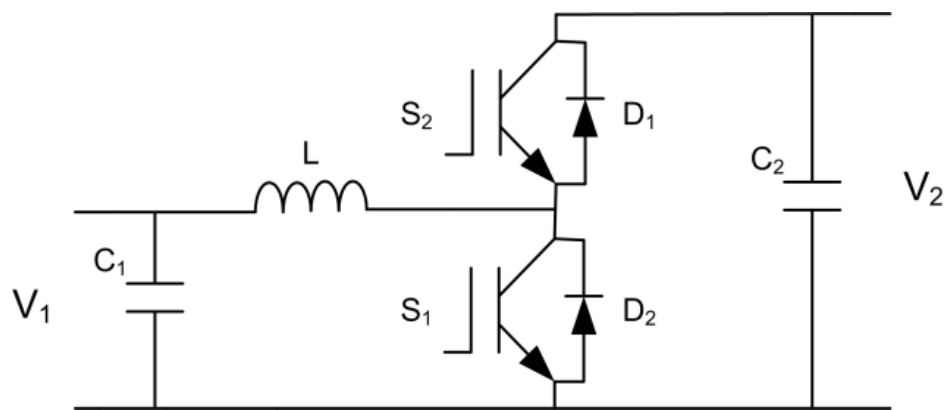 S₂
D₁
L
C₂
V₂
C₁
V₁
S₁
D₂